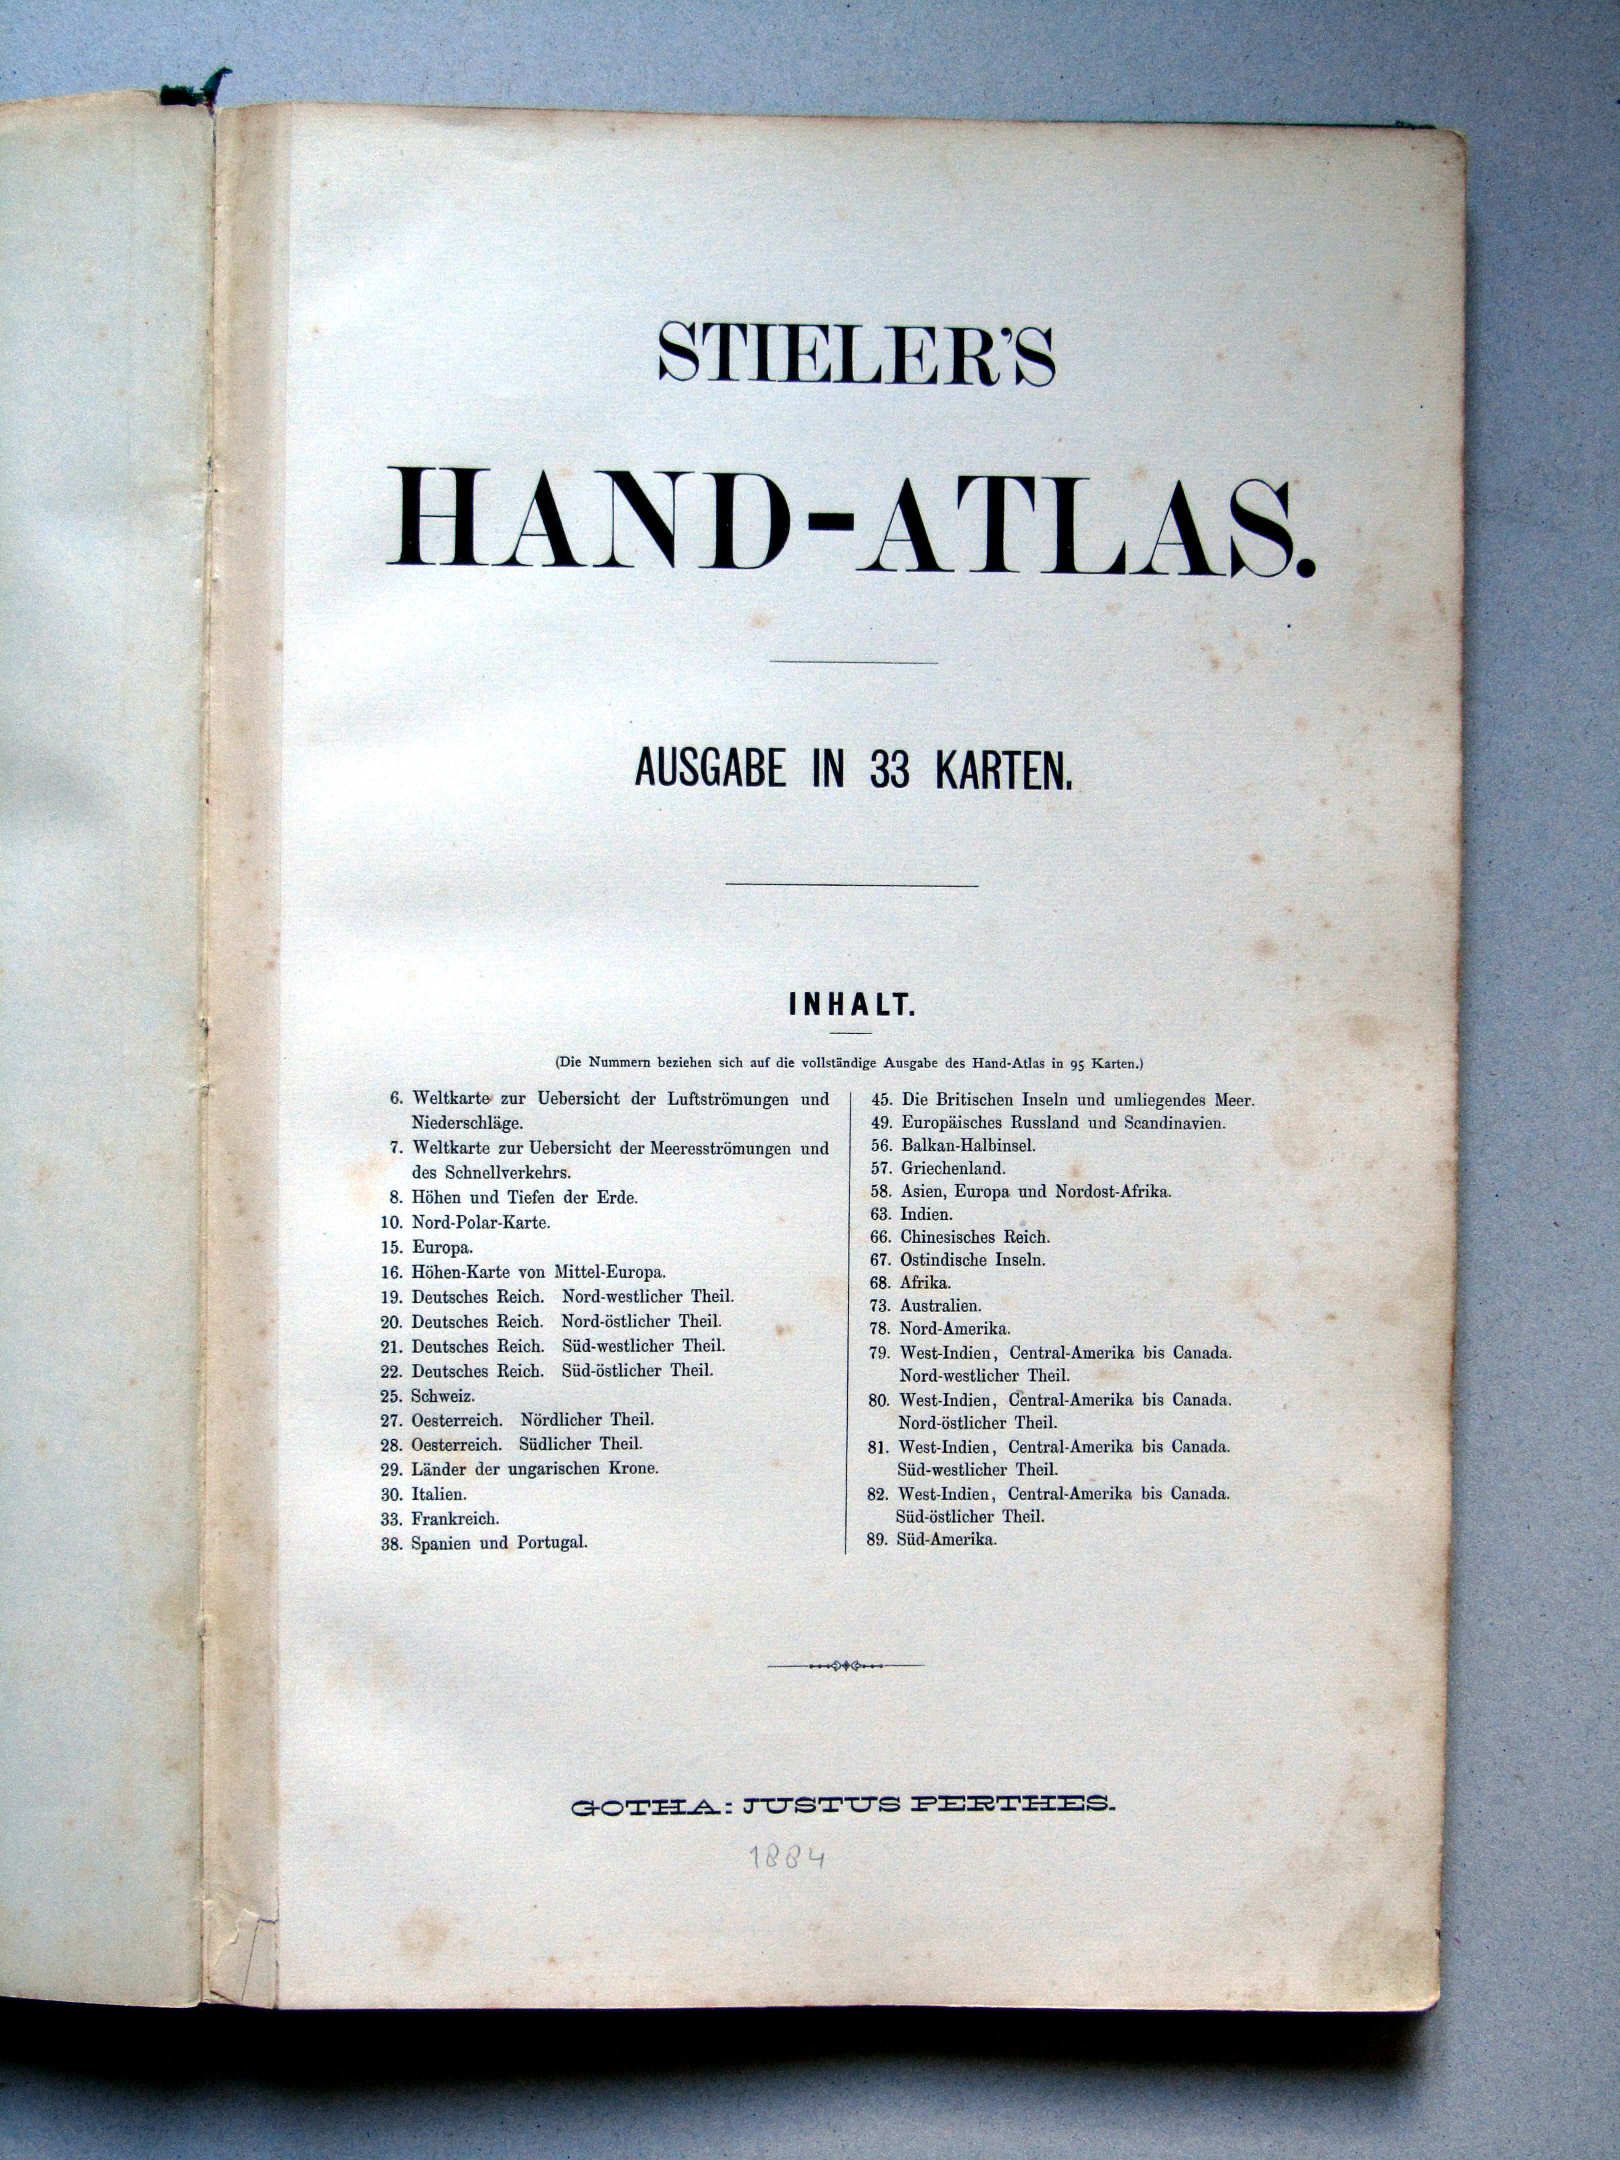 STIELER'S
HAND-ATLAS.
AUSGABE IN 33 KARTEN.
INHALT.
(Die Nummern beziehen sich auf die vollständige Ausgabe des Hand-Atlas in 95 Karten.)
6. Weltkarte zur Uebersicht der Luftströmungen und
Niederschläge.
7. Weltkarte zur Uebersicht der Meeresströmungen und
des Schnellverkehrs.
8. Höhen und Tiefen der Erde.
10. Nord-Polar-Karte.
15. Europa.
16. Höhen-Karte von Mittel-Europa.
19. Deutsches Reich. Nord-westlicher Theil.
20. Deutsches Reich. Nord-östlicher Theil.
21. Deutsches Reich. Süd-westlicher Theil.
22. Deutsches Reich. Süd-östlicher Theil.
25. Schweiz.
27. Oesterreich. Nördlicher Theil.
28. Oesterreich. Südlicher Theil.
29. Länder der ungarischen Krone.
30. Italien.
33. Frankreich.
38. Spanien und Portugal.
45. Die Britischen Inseln und umliegendes Meer.
49. Europäisches Russland und Scandinavien.
56. Balkan-Halbinsel.
57. Griechenland.
58. Asien, Europa und Nordost-Afrika.
63. Indien.
66. Chinesisches Reich.
67. Ostindische Inseln.
68. Afrika.
73. Australien.
78. Nord-Amerika.
79. West-Indien, Central-Amerika bis Canada.
Nord-westlicher Theil.
80. West-Indien, Central-Amerika bis Canada.
Nord-östlicher Theil.
81. West-Indien, Central-Amerika bis Canada.
Süd-westlicher Theil.
82. West-Indien, Central-Amerika bis Canada.
Süd-östlicher Theil.
89. Süd-Amerika.
GOTHA: JUSTUS PERTHES.
1884